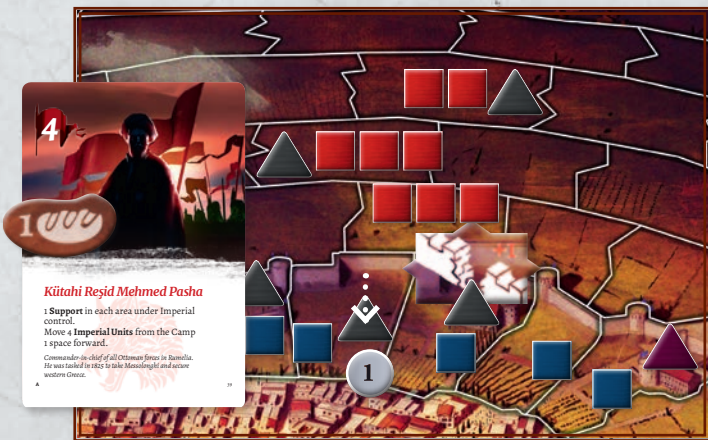 4
1
Kütahi Reşid Mehmed Pasha
1 Support in each area under Imperial
control.
Move 4 Imperial Units from the Camp
1 space forward.
Commander-in-chief of all Ottoman forces in Rumelia.
He was tasked in 1825 to take Messolonghi and secure
western Greece.
A 39
1